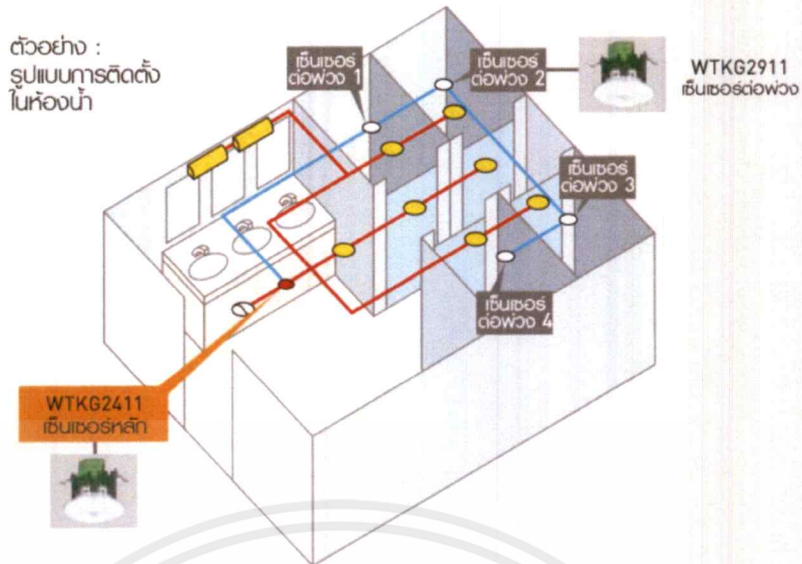 ตัวอย่าง :
รูปแบบการติดตั้ง
ในห้องน้ำ
เซ็นเซอร์
ต่อพ่วง 1
เซ็นเซอร์
ต่อพ่วง 2
WTKG2911
เซ็นเซอร์ต่อพ่วง
เซ็นเซอร์
ต่อพ่วง 3
เซ็นเซอร์
ต่อพ่วง 4
WTKG2411
เซ็นเซอร์หลัก